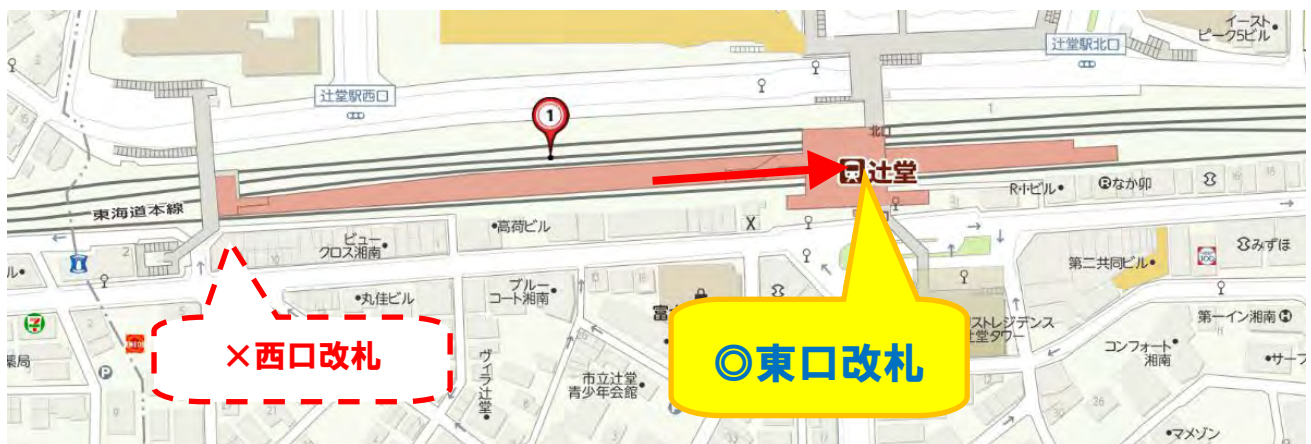 イースト
ピーク5ビル
辻堂駅北口
辻堂駅西口
1
北口
辻堂
東海道本線
高荷ビル
ビュー
クロス湘南
丸佳ビル
ブルー
コート湘南
R・Iビル
なか卯
みずほ
第二共同ビル
第一イン湘南
コンフォート
湘南
ヴィラ辻堂
市立辻堂
青少年会館
マメゾン
薬局
×西口改札
◎東口改札